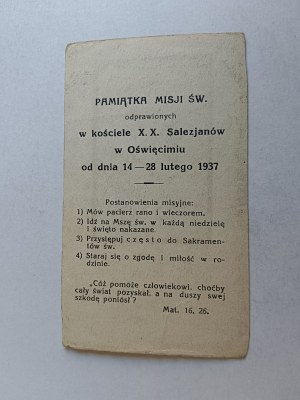 PAMIĄTKA MISJI ŚW.
odprawionych
w kościele X. X. Salezjanów
w Oświęcimiu
od dnia 14—28 lutego 1937
Postanowienia misyjne:
1) Mów pacierz rano i wieczorem.
2) Idź na Mszę św. w każdą niedzielę
i święto nakazane.
3) Przystępuj często do Sakramen-
tów św.
4) Staraj się o zgodę i miłość w ro-
dzinie.
„Cóż pomoże człowiekowi, choćby
cały świat pozyskał, a na duszy swej
szkodę poniósł?
Mat. 16, 26.